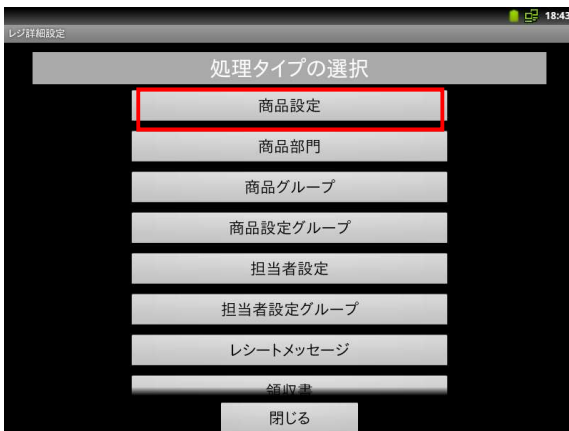 18:43
レジ詳細設定
処理タイプの選択
商品設定
商品部門
商品グループ
商品設定グループ
担当者設定
担当者設定グループ
レシートメッセージ
領収書
閉じる